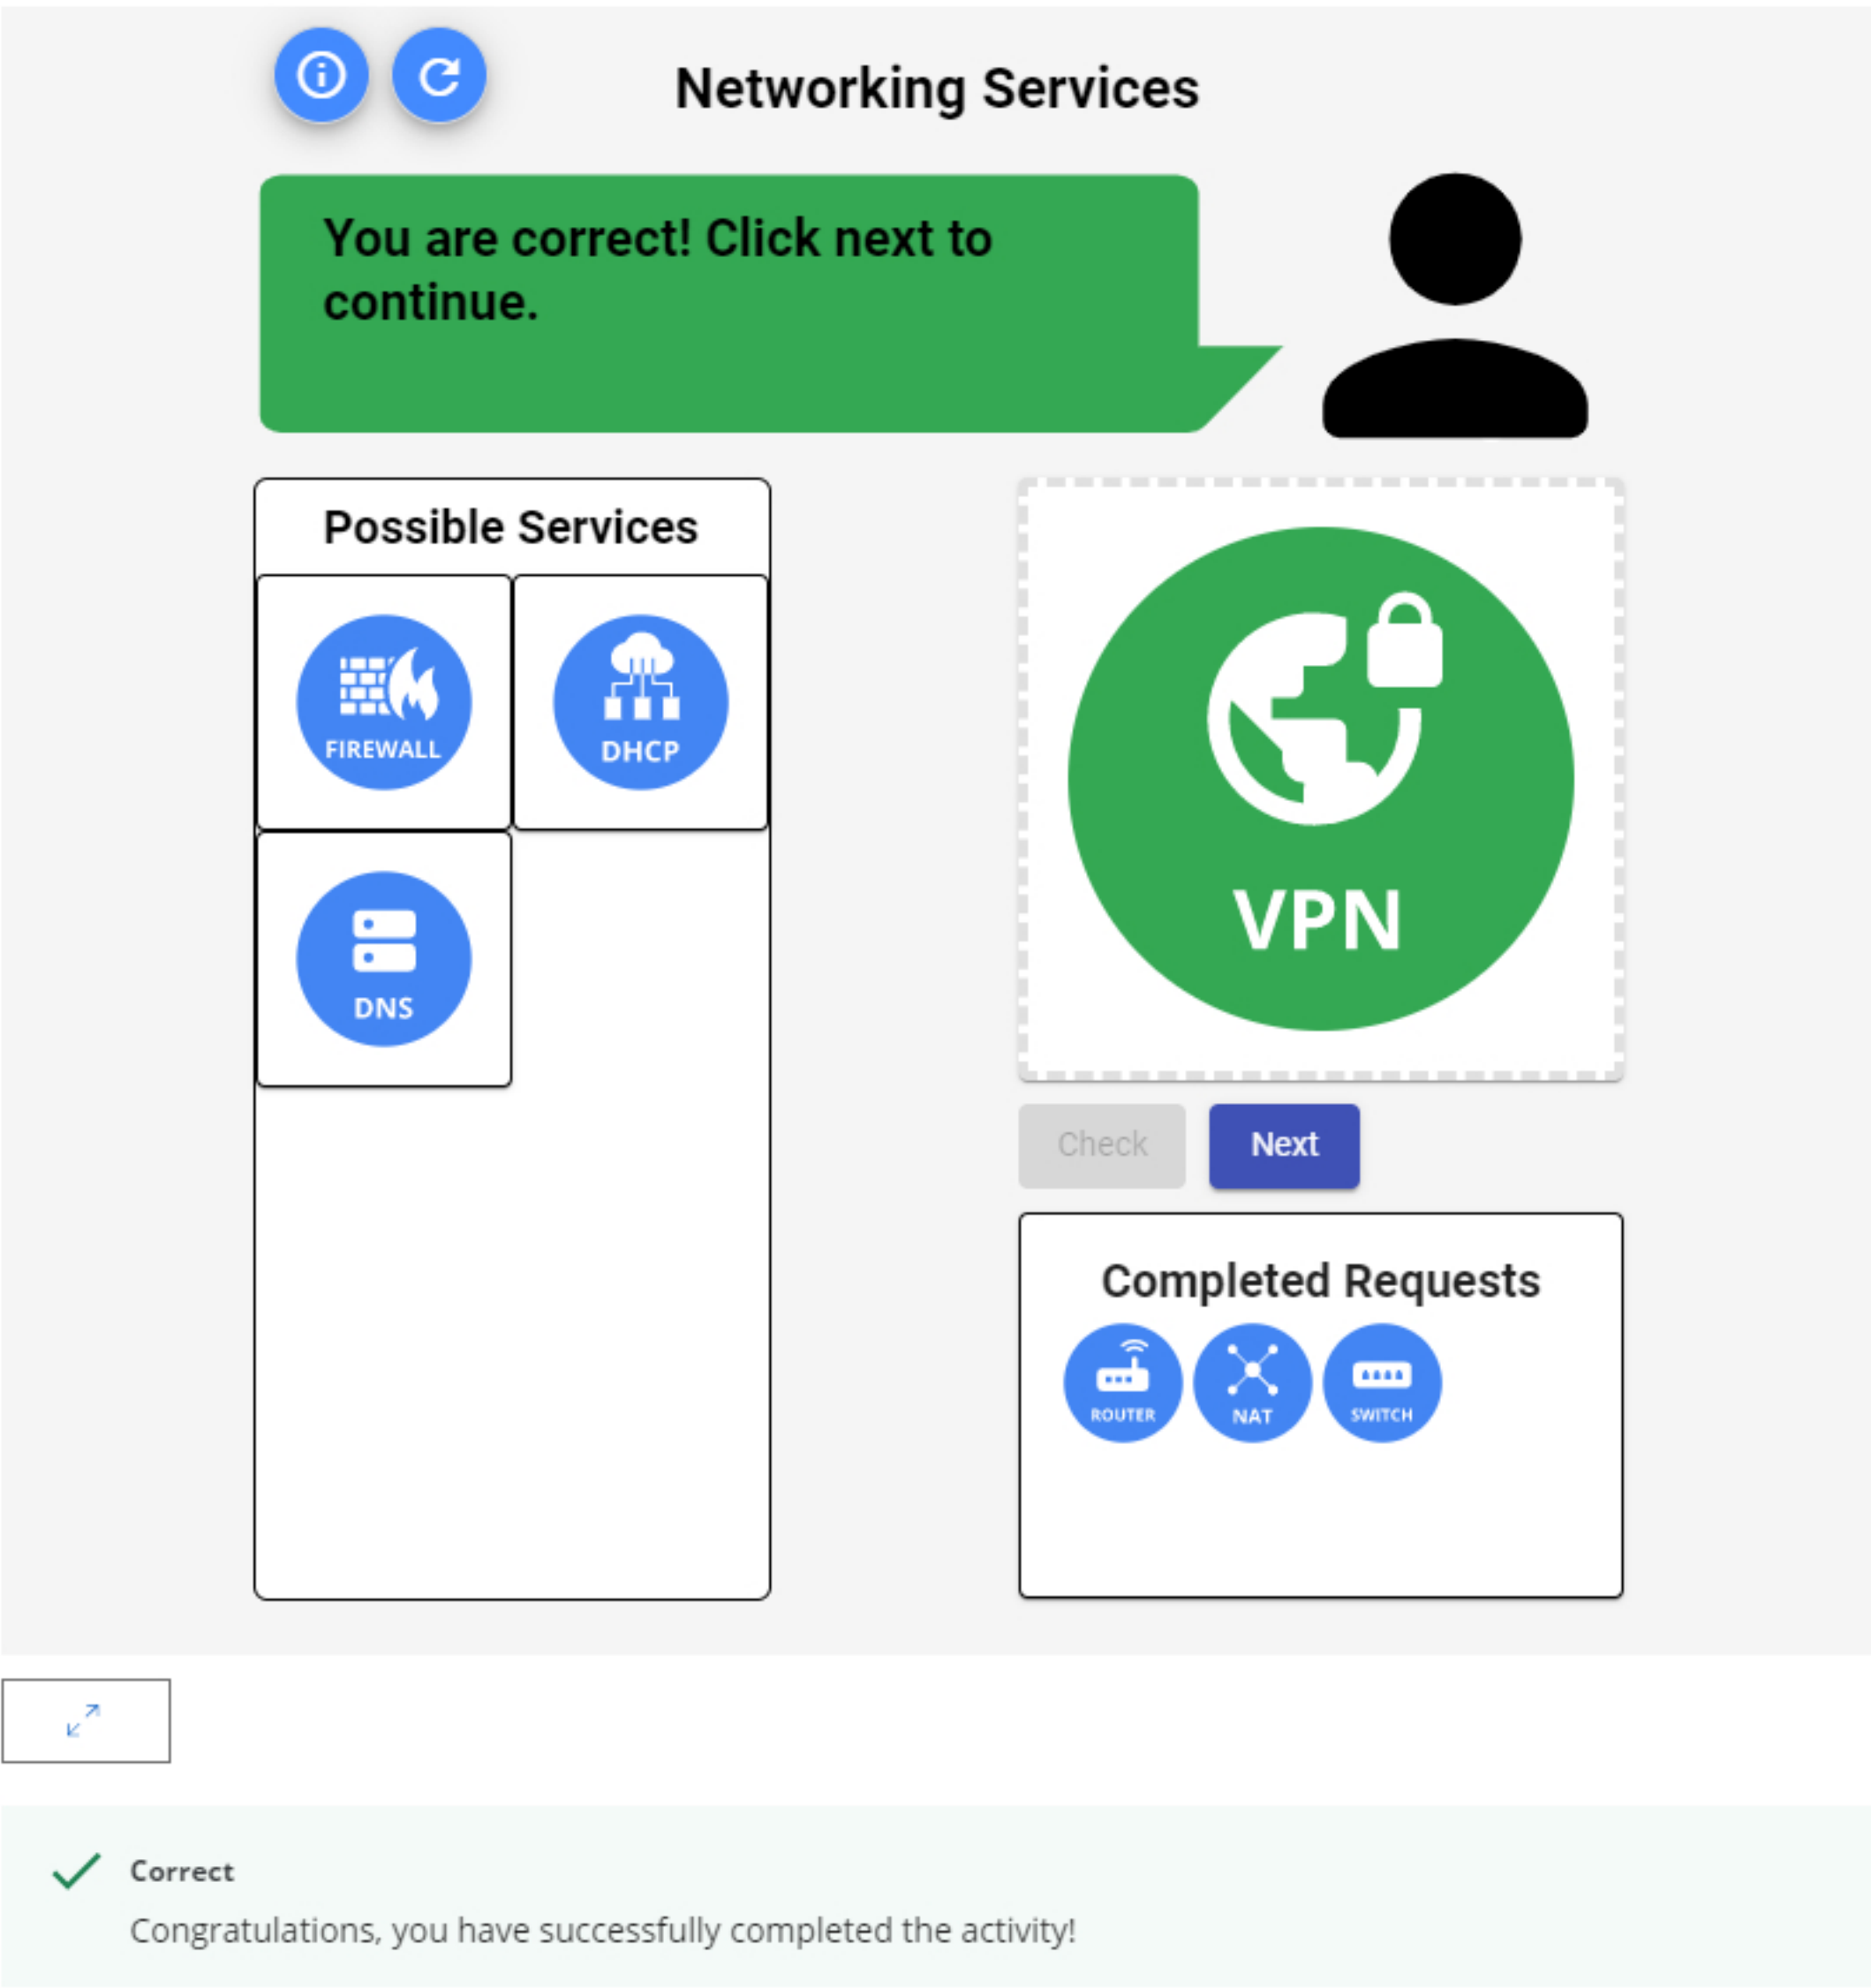 Networking Services
You are correct! Click next to
continue.
Possible Services
FIREWALL
DHCP
DNS
VPN
Check
Next
Completed Requests
ROUTER
NAT
SWITCH
Correct
Congratulations, you have successfully completed the activity!